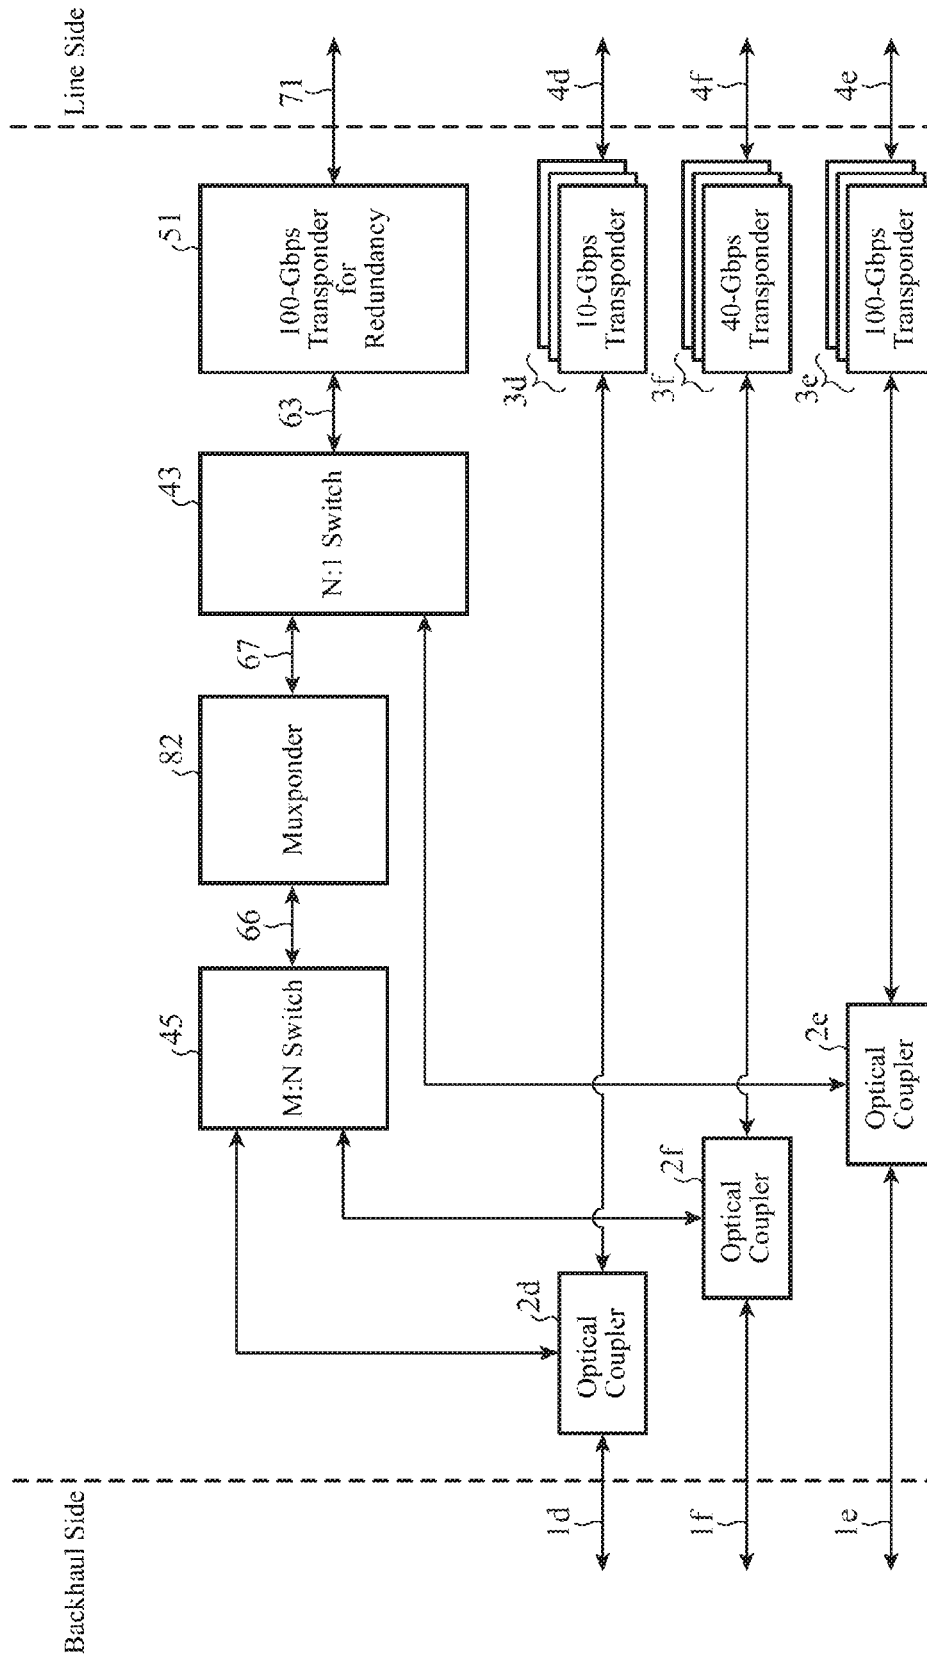 Backhaul Side
Line Side
45
M:N Switch
66
82
Muxponder
67
43
N:1 Switch
63
51
100-Gbps
Transponder
for
Redundancy
71
1d
2d
Optical
Coupler
3d
10-Gbps
Transponder
4d
1f
2f
Optical
Coupler
3f
40-Gbps
Transponder
4f
1e
2e
Optical
Coupler
3e
100-Gbps
Transponder
4e